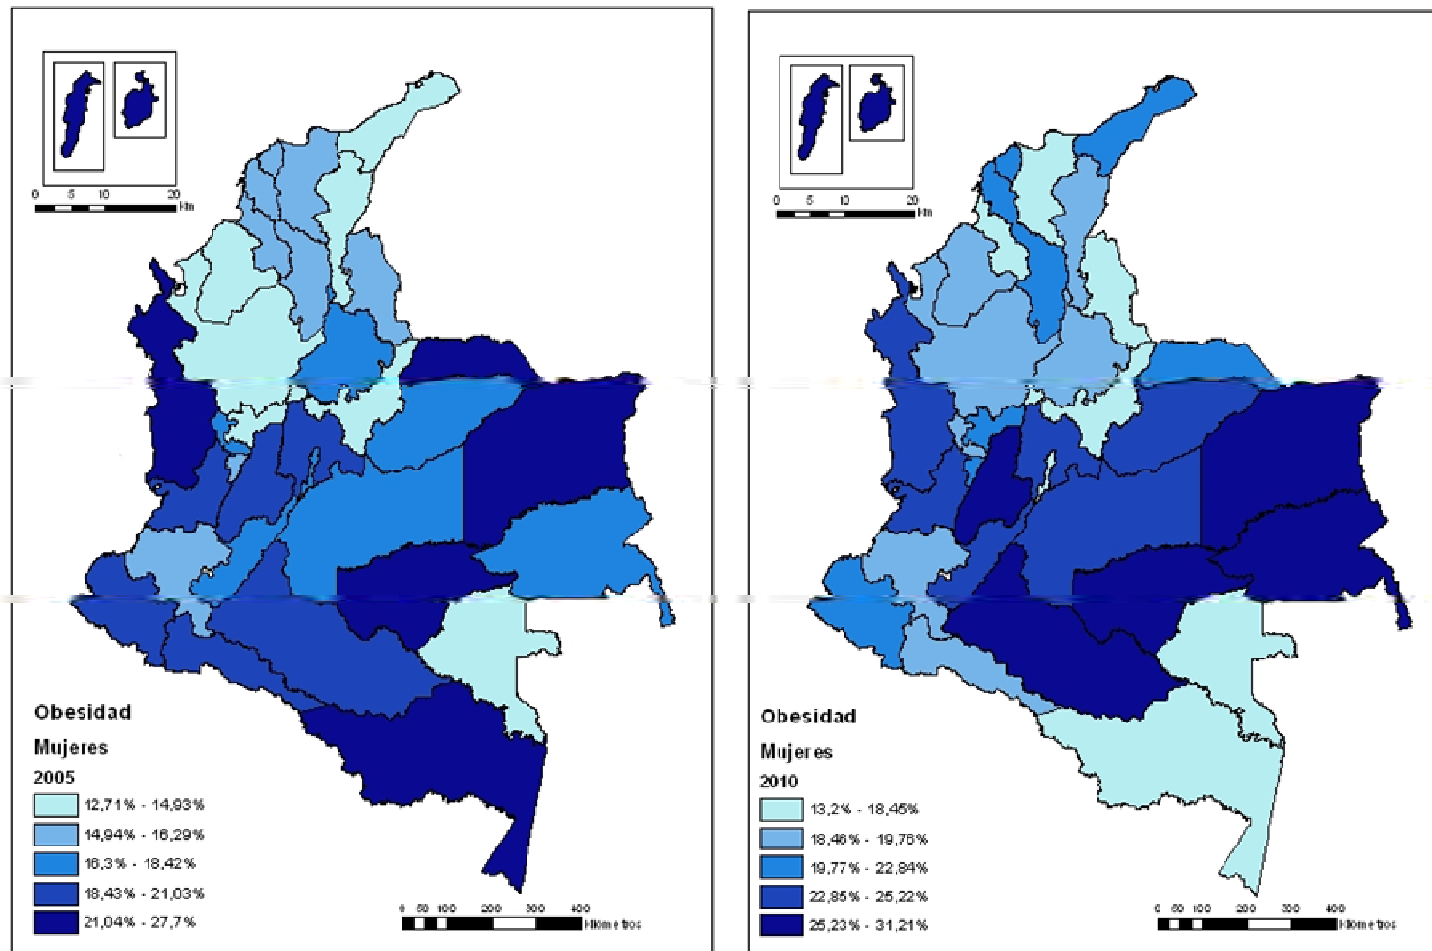 0 5 10 20
km
Obesidad
Mujeres
2005
12,71% - 14,93%
14,94% - 16,29%
16,3% - 18,42%
18,43% - 21,03%
21,04% - 27,7%
0 50 100 200 300 400
Kilómetros
0 5 10 20
km
Obesidad
Mujeres
2010
13,2% - 18,45%
18,46% - 19,76%
19,77% - 22,84%
22,85% - 25,22%
25,23% - 31,21%
0 50 100 200 300 400
Kilómetros